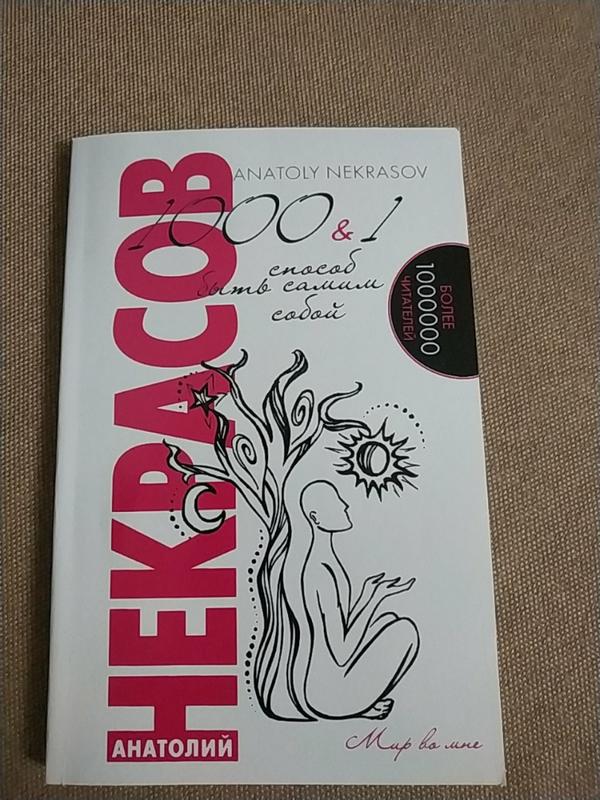 ANATOLY NEKRASOV
1000 & 1
способ
быть самим
собой
БОЛЕЕ
1000000
ЧИТАТЕЛЕЙ
НЕКРАСОВ
АНАТОЛИЙ
Мир во мне